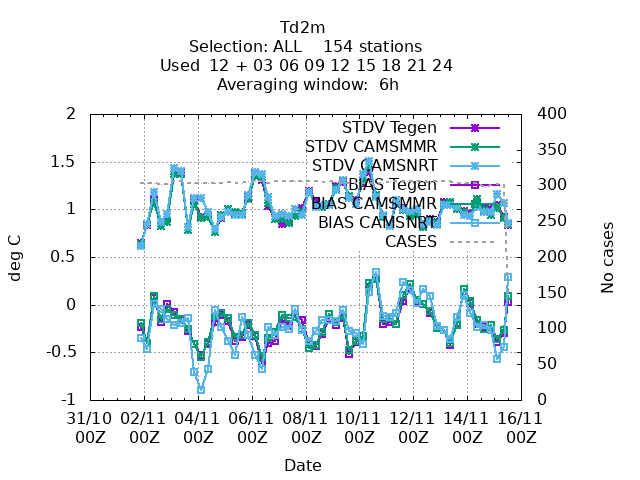 Td2m
Selection: ALL 154 stations
Used 12 + 03 06 09 12 15 18 21 24
Averaging window: 6h
2
1.5
1
0.5
0
-0.5
-1
deg C
400
350
300
250
200
150
100
50
0
No cases
STDV Tegen
STDV CAMSMMR
STDV CAMSNRT
BIAS Tegen
BIAS CAMSMMR
BIAS CAMSNRT
CASES
31/10 02/11 04/11 06/11 08/11 10/11 12/11 14/11 16/11
00Z 00Z 00Z 00Z 00Z 00Z 00Z 00Z 00Z
Date